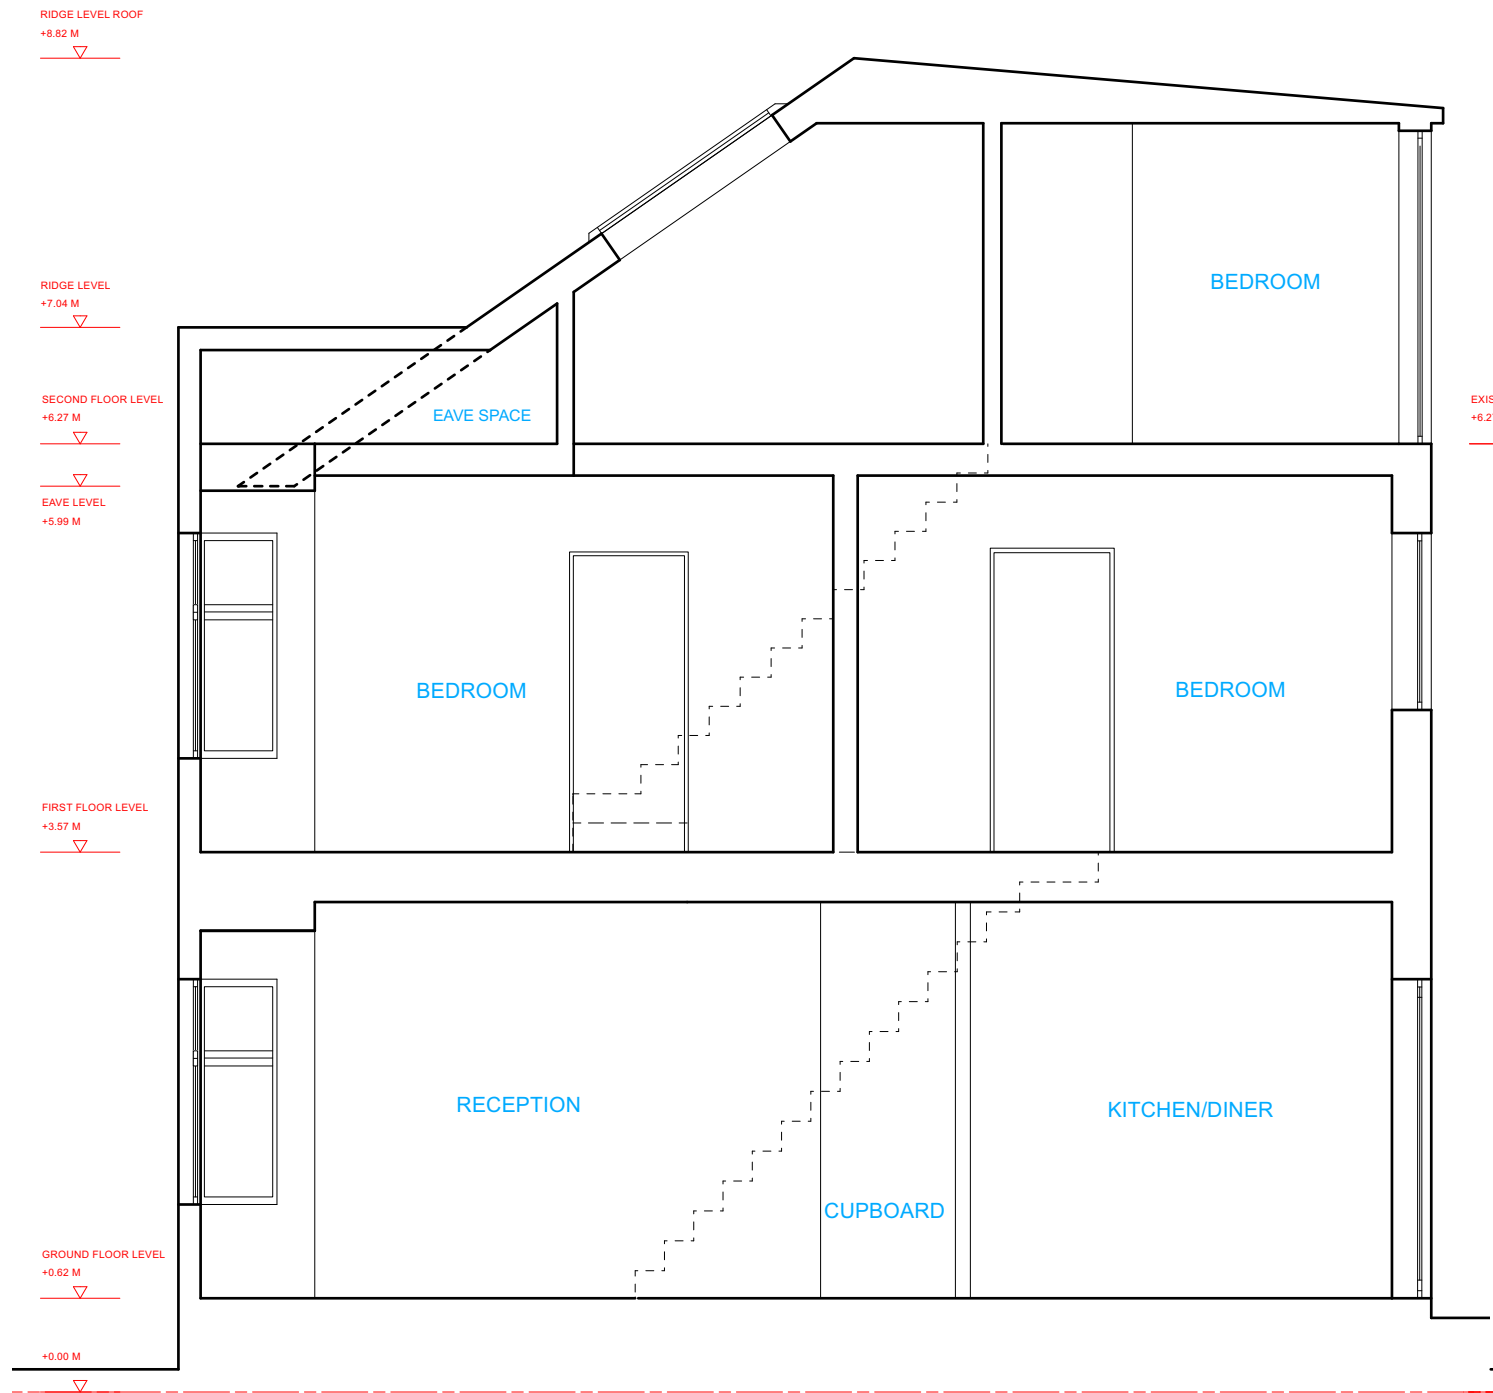 RIDGE LEVEL ROOF
+8.82 M
RIDGE LEVEL
+7.04 M
BEDROOM
SECOND FLOOR LEVEL
+6.27 M
EAVE SPACE
EAVE LEVEL
+5.99 M
BEDROOM
BEDROOM
FIRST FLOOR LEVEL
+3.57 M
RECEPTION
KITCHEN/DINER
CUPBOARD
GROUND FLOOR LEVEL
+0.62 M
+0.00 M